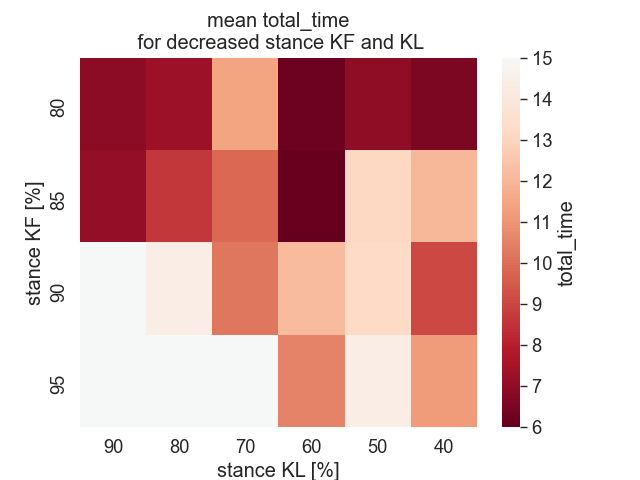 mean total_time
for decreased stance KF and KL
stance KF [%]
80
85
90
95
90 80 70 60 50 40
stance KL [%]
15
14
13
12
11
10
9
8
7
6
total_time